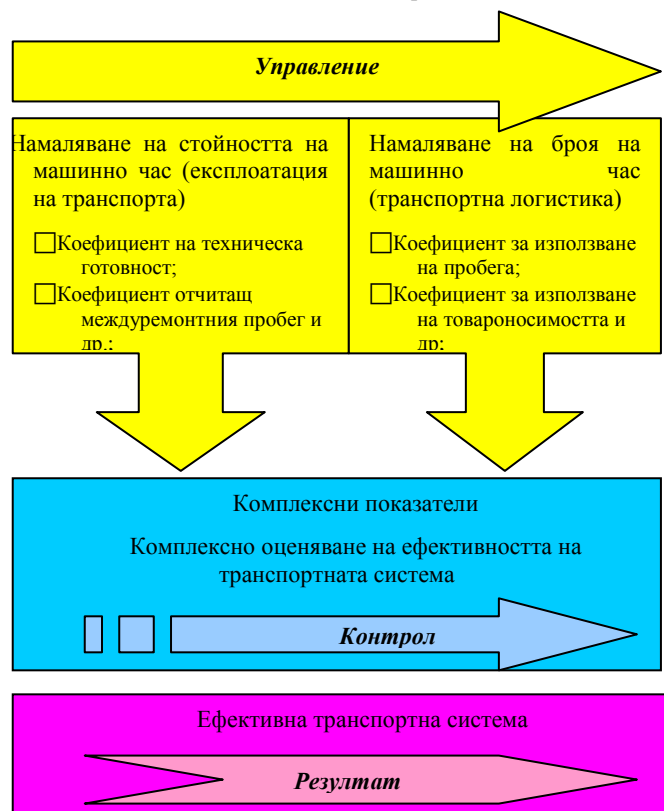 Управление
Намаляване на стойността на
машинно час (експлоатация
на транспорта)
Коефициент на техническа
готовност;
Коефициент отчитащ
междуремонтния пробег и
др.;
Намаляване на броя на
машинно час
(транспортна логистика)
Коефициент за използване
на пробега;
Коефициент за използване
на товароносимостта и
др;
Комплексни показатели
Комплексно оценяване на ефективността на
транспортната система
Контрол
Ефективна транспортна система
Резултат